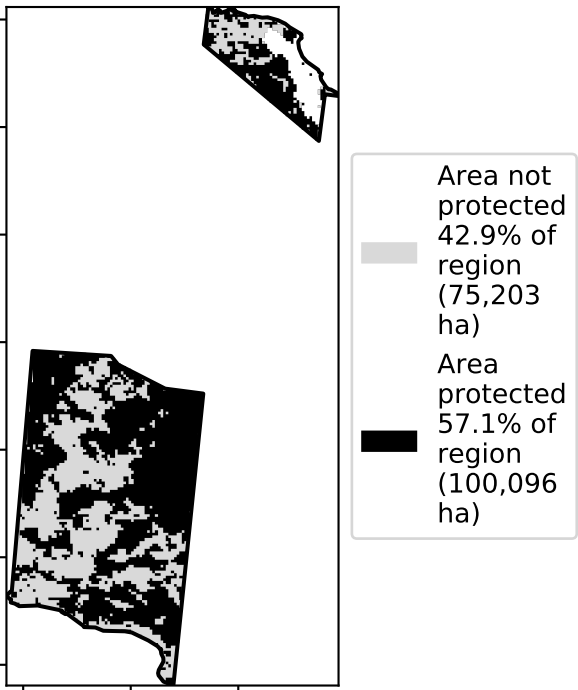 Area not
protected
42.9% of
region
(75,203
ha)
Area
protected
57.1% of
region
(100,096
ha)